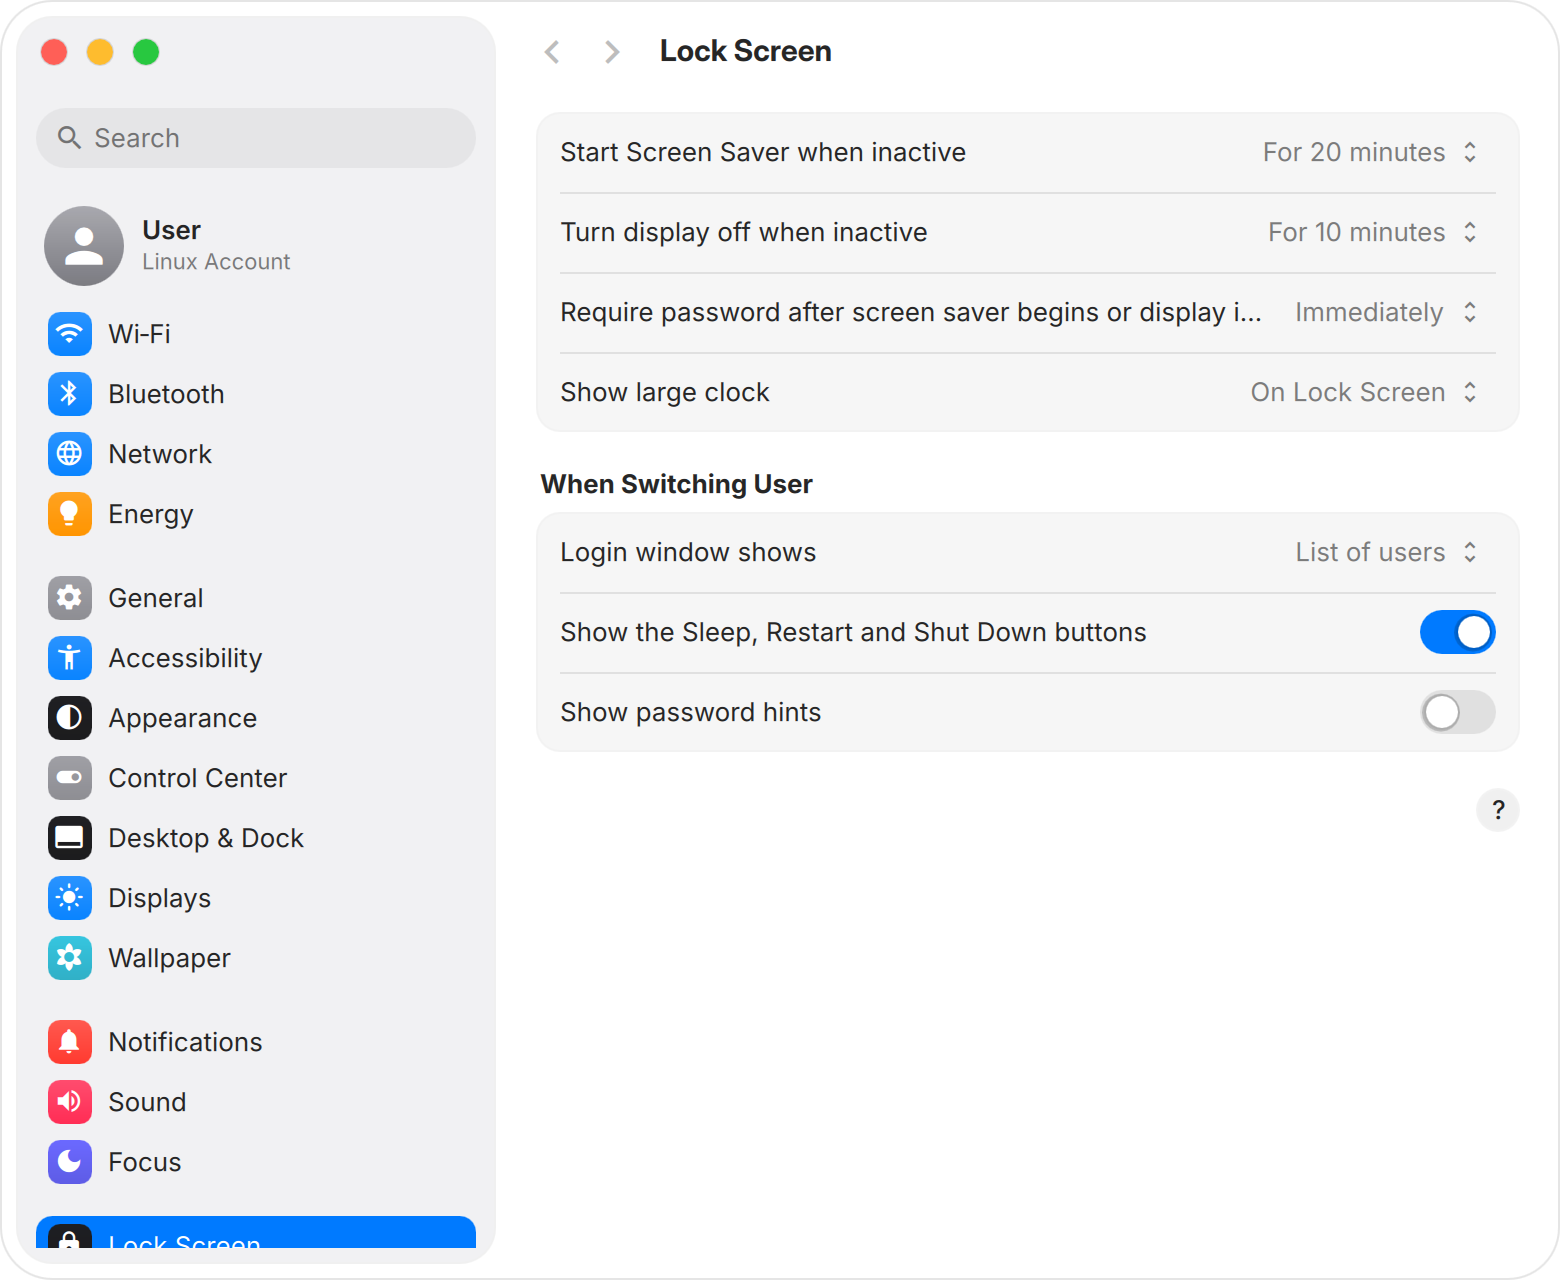 Lock Screen
Search
User
Linux Account
Wi-Fi
Bluetooth
Network
Energy
General
Accessibility
Appearance
Control Center
Desktop & Dock
Displays
Wallpaper
Notifications
Sound
Focus
Lock Screen
Start Screen Saver when inactive For 20 minutes
Turn display off when inactive For 10 minutes
Require password after screen saver begins or display i... Immediately
Show large clock On Lock Screen
When Switching User
Login window shows List of users
Show the Sleep, Restart and Shut Down buttons
Show password hints
?